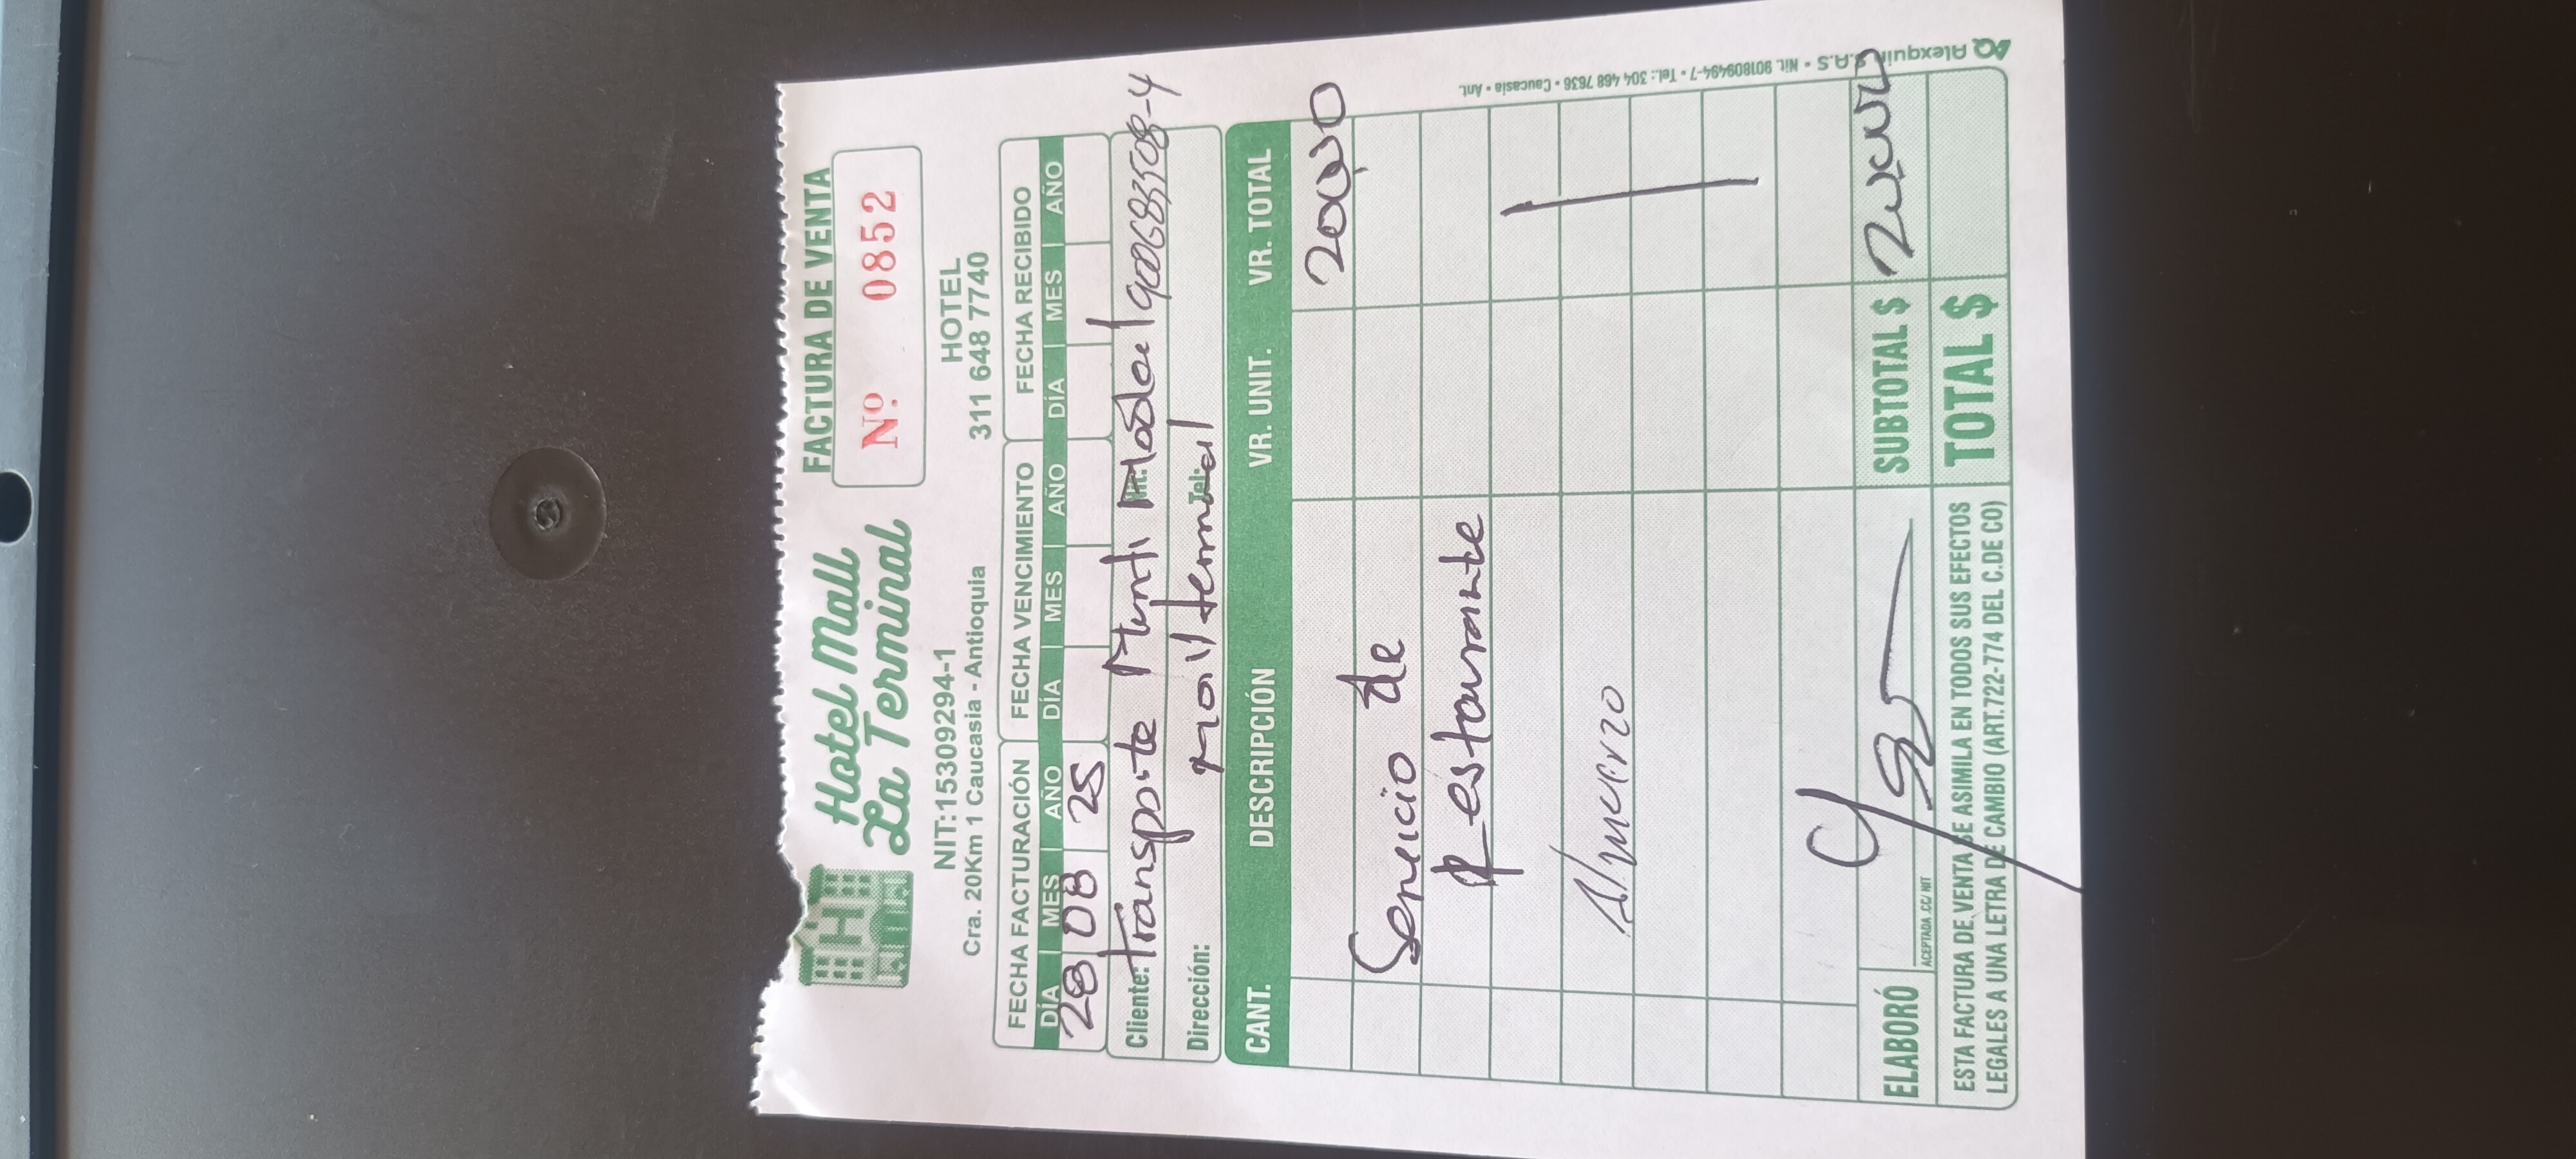 Hotel Mall
La Terminal
FACTURA DE VENTA
Nº. 0852
NIT:15309294-1
Cra. 20Km 1 Caucasia - Antioquia
HOTEL
311 648 7740
FECHA FACTURACIÓN FECHA VENCIMIENTO FECHA RECIBIDO
DÍA MES AÑO DÍA MES AÑO DÍA MES AÑO
28 08 25
Cliente: Transporte Multi Modal Nit: 900683508-4
Dirección: mail terminal Tel:
CANT. DESCRIPCIÓN VR. UNIT. VR. TOTAL
Servicio de
Restaurante
Almuerzo
ELABORÓ
ACEPTADA .CC/ NIT
SUBTOTAL $
TOTAL $
ESTA FACTURA DE VENTA SE ASIMILA EN TODOS SUS EFECTOS
LEGALES A UNA LETRA DE CAMBIO (ART.722-774 DEL C.DE CO)
Alexquin S.A.S • Nit. 901809494-7 • Tel.: 304 468 7636 • Caucasia • Ant.